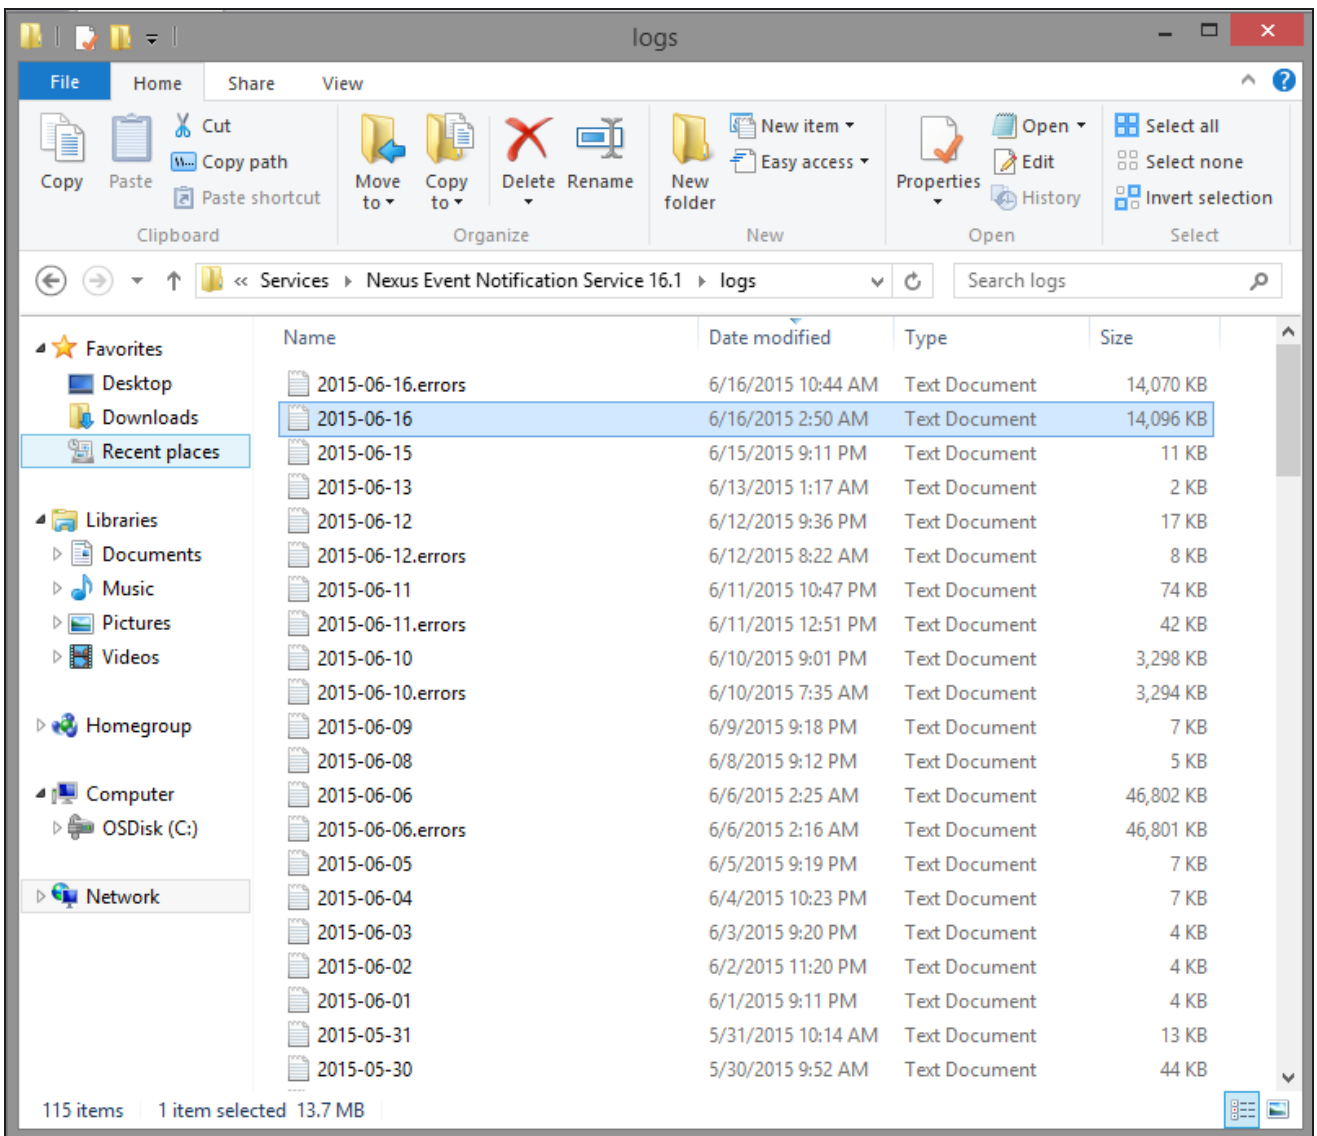 logs
File Home Share View
Copy
Paste
Cut
Copy path
Paste shortcut
Clipboard
Move to
Copy to
Delete
Rename
Organize
New folder
New item
Easy access
New
Properties
Open
Edit
History
Open
Select all
Select none
Invert selection
Select
« Services Nexus Event Notification Service 16.1 logs
Search logs
Favorites
Desktop
Downloads
Recent places
Libraries
Documents
Music
Pictures
Videos
Homegroup
Computer
OSDisk (C:)
Network
Name Date modified Type Size
2015-06-16.errors 6/16/2015 10:44 AM Text Document 14,070 KB
2015-06-16 6/16/2015 2:50 AM Text Document 14,096 KB
2015-06-15 6/15/2015 9:11 PM Text Document 11 KB
2015-06-13 6/13/2015 1:17 AM Text Document 2 KB
2015-06-12 6/12/2015 9:36 PM Text Document 17 KB
2015-06-12.errors 6/12/2015 8:22 AM Text Document 8 KB
2015-06-11 6/11/2015 10:47 PM Text Document 74 KB
2015-06-11.errors 6/11/2015 12:51 PM Text Document 42 KB
2015-06-10 6/10/2015 9:01 PM Text Document 3,298 KB
2015-06-10.errors 6/10/2015 7:35 AM Text Document 3,294 KB
2015-06-09 6/9/2015 9:18 PM Text Document 7 KB
2015-06-08 6/8/2015 9:12 PM Text Document 5 KB
2015-06-06 6/6/2015 2:25 AM Text Document 46,802 KB
2015-06-06.errors 6/6/2015 2:16 AM Text Document 46,801 KB
2015-06-05 6/5/2015 9:19 PM Text Document 7 KB
2015-06-04 6/4/2015 10:23 PM Text Document 7 KB
2015-06-03 6/3/2015 9:20 PM Text Document 4 KB
2015-06-02 6/2/2015 11:20 PM Text Document 4 KB
2015-06-01 6/1/2015 9:11 PM Text Document 4 KB
2015-05-31 5/31/2015 10:14 AM Text Document 13 KB
2015-05-30 5/30/2015 9:52 AM Text Document 44 KB
115 items 1 item selected 13.7 MB